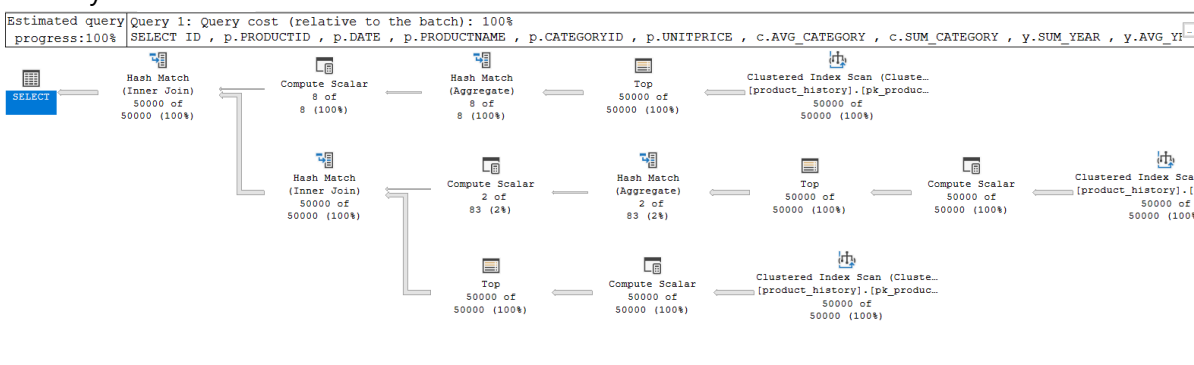 Estimated query progress:100%
Query 1: Query cost (relative to the batch): 100%
SELECT ID , p.PRODUCTID , p.DATE , p.PRODUCTNAME , p.CATEGORYID , p.UNITPRICE , c.AVG_CATEGORY , c.SUM_CATEGORY , y.SUM_YEAR ,
SELECT
Hash Match
(Inner Join)
50000 of
50000 (100%)
Compute Scalar
8 of
8 (100%)
Hash Match
(Aggregate)
8 of
8 (100%)
Top
50000 of
50000 (100%)
Clustered Index Scan (Cluste…
[product_history].[pk_produc…
50000 of
50000 (100%)
Hash Match
(Inner Join)
50000 of
50000 (100%)
Compute Scalar
2 of
83 (2%)
Hash Match
(Aggregate)
2 of
83 (2%)
Top
50000 of
50000 (100%)
Compute Scalar
50000 of
50000 (100%)
Clustered Index Sca
[product_history].[
50000 of
50000 (100%
Top
50000 of
50000 (100%)
Compute Scalar
50000 of
50000 (100%)
Clustered Index Scan (Cluste…
[product_history].[pk_produc…
50000 of
50000 (100%)